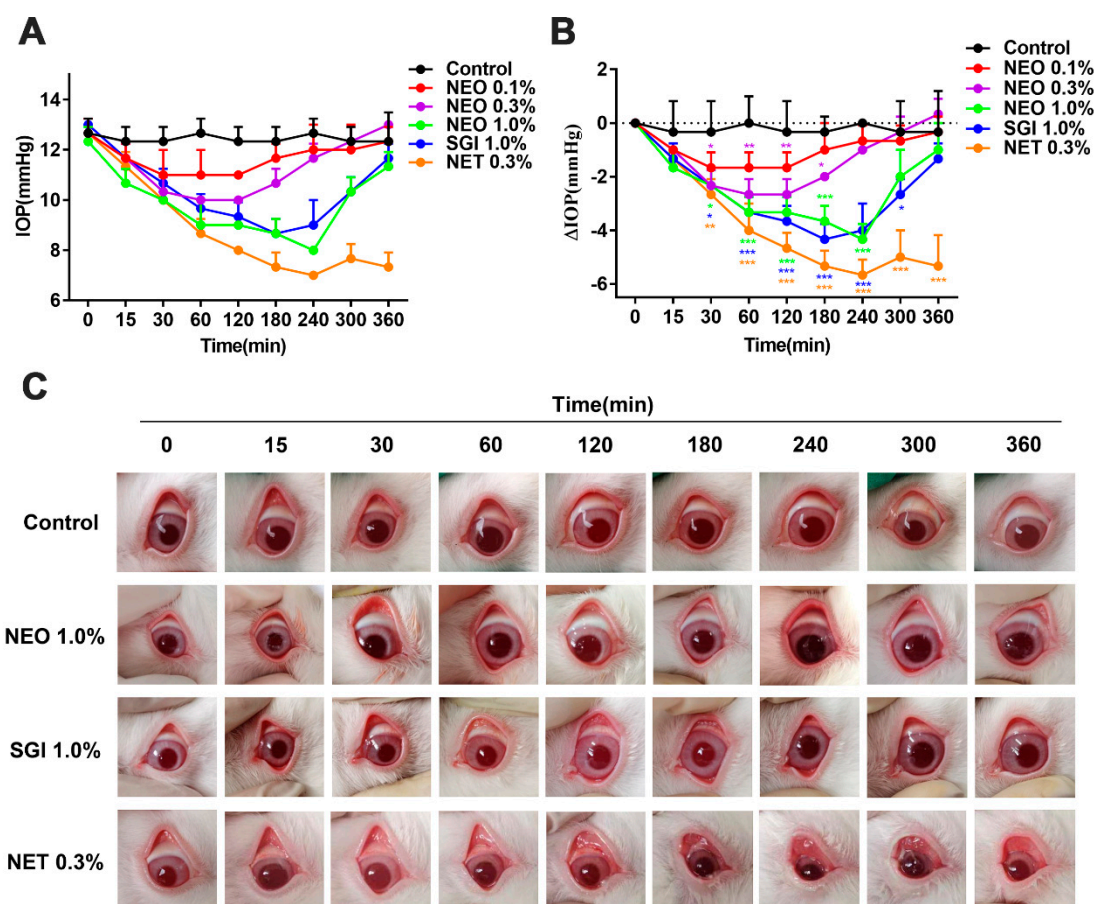 A
IOP(mmHg)
14
12
10
8
6
0 15 30 60 120 180 240 300 360
Time(min)
Control
NEO 0.1%
NEO 0.3%
NEO 1.0%
SGI 1.0%
NET 0.3%
B
ΔIOP(mmHg)
2
0
-2
-4
-6
* ** ** *
*** *
* *
** *** *** ***
*** *** *** ***
*** *** *** *** *** ***
0 15 30 60 120 180 240 300 360
Time(min)
Control
NEO 0.1%
NEO 0.3%
NEO 1.0%
SGI 1.0%
NET 0.3%
C
Time(min)
0 15 30 60 120 180 240 300 360
Control
NEO 1.0%
SGI 1.0%
NET 0.3%